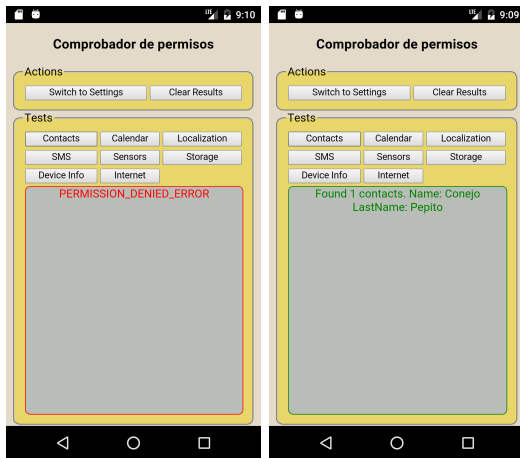 LTE 9:10
Comprobador de permisos
Actions
Switch to Settings Clear Results
Tests
Contacts Calendar Localization
SMS Sensors Storage
Device Info Internet
PERMISSION_DENIED_ERROR
LTE 9:09
Comprobador de permisos
Actions
Switch to Settings Clear Results
Tests
Contacts Calendar Localization
SMS Sensors Storage
Device Info Internet
Found 1 contacts. Name: Conejo
LastName: Pepito